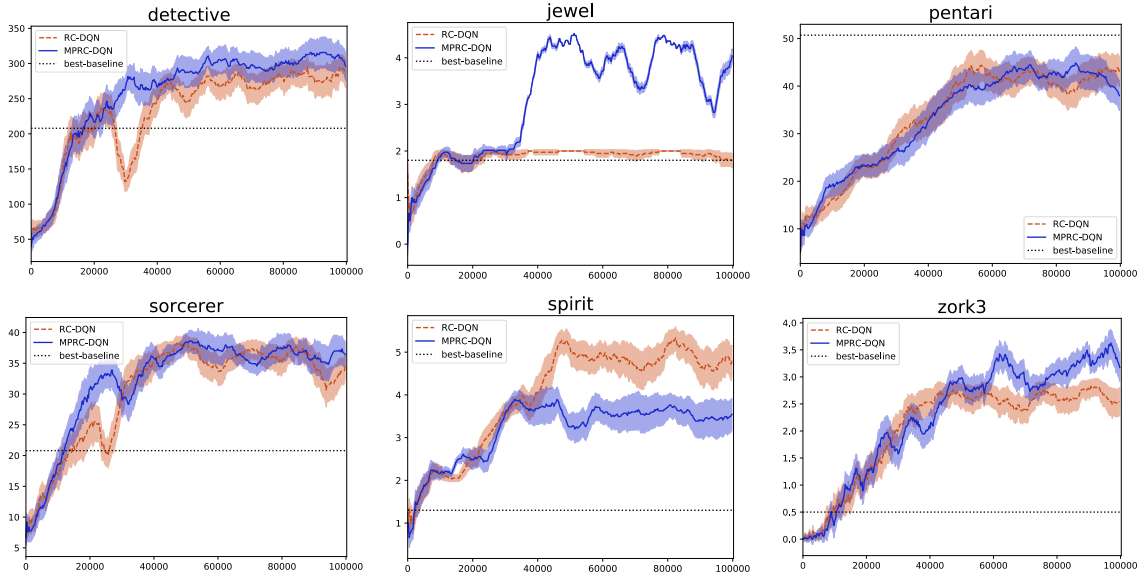 detective
350
300
250
200
150
100
50
RC-DQN
MPRC-DQN
best-baseline
0 20000 40000 60000 80000 100000
jewel
4
3
2
1
0
RC-DQN
MPRC-DQN
best-baseline
0 20000 40000 60000 80000 100000
pentari
50
40
30
20
10
RC-DQN
MPRC-DQN
best-baseline
0 20000 40000 60000 80000 100000
sorcerer
40
35
30
25
20
15
10
5
RC-DQN
MPRC-DQN
best-baseline
0 20000 40000 60000 80000 100000
spirit
5
4
3
2
1
RC-DQN
MPRC-DQN
best-baseline
0 20000 40000 60000 80000 100000
zork3
4.0
3.5
3.0
2.5
2.0
1.5
1.0
0.5
0.0
RC-DQN
MPRC-DQN
best-baseline
0 20000 40000 60000 80000 100000